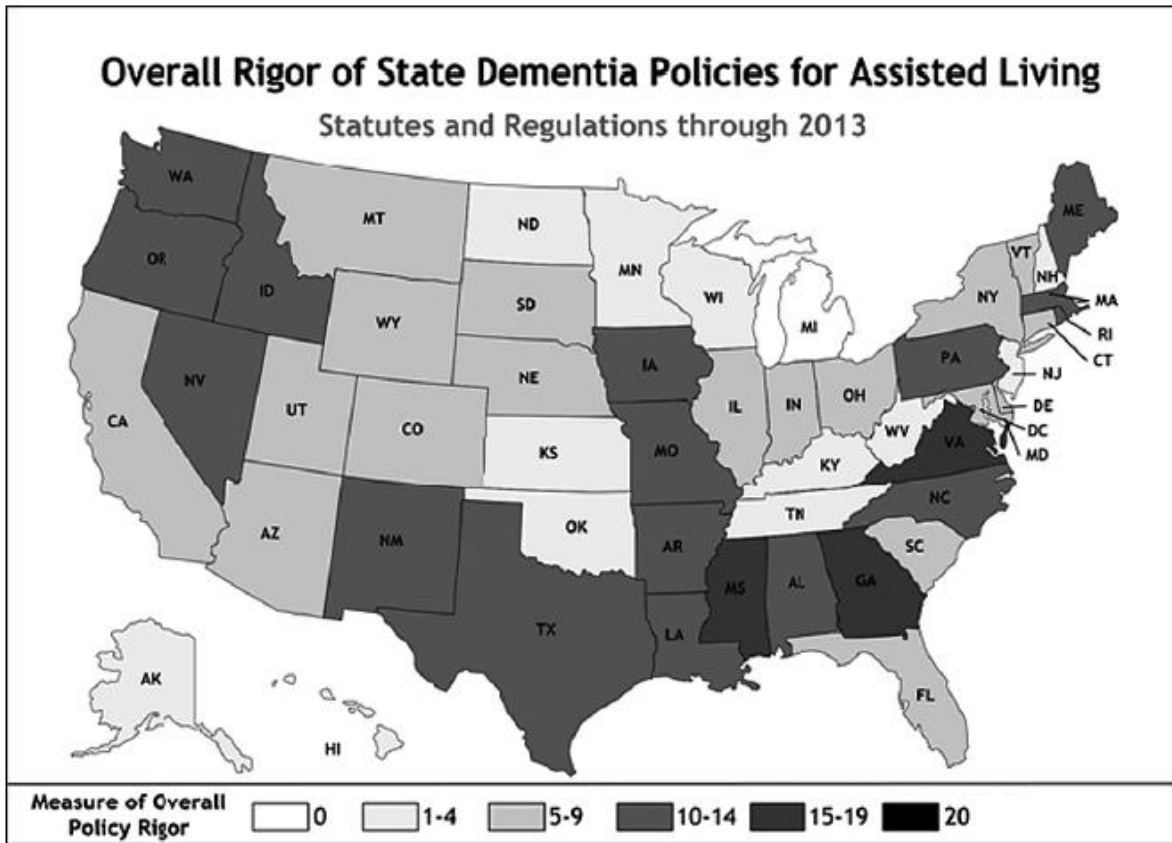 Overall Rigor of State Dementia Policies for Assisted Living
Statutes and Regulations through 2013
WA
MT
ND
MN
ME
VT
NH
OR
ID
SD
WI
NY
MA
WY
MI
RI
CT
IA
PA
NJ
NV
NE
OH
UT
IL
IN
DE
CA
CO
WV
DC
VA
MD
KS
MO
KY
NC
TN
AZ
OK
NM
AR
SC
MS
AL
GA
TX
LA
AK
FL
HI
Measure of Overall
Policy Rigor
0
1-4
5-9
10-14
15-19
20